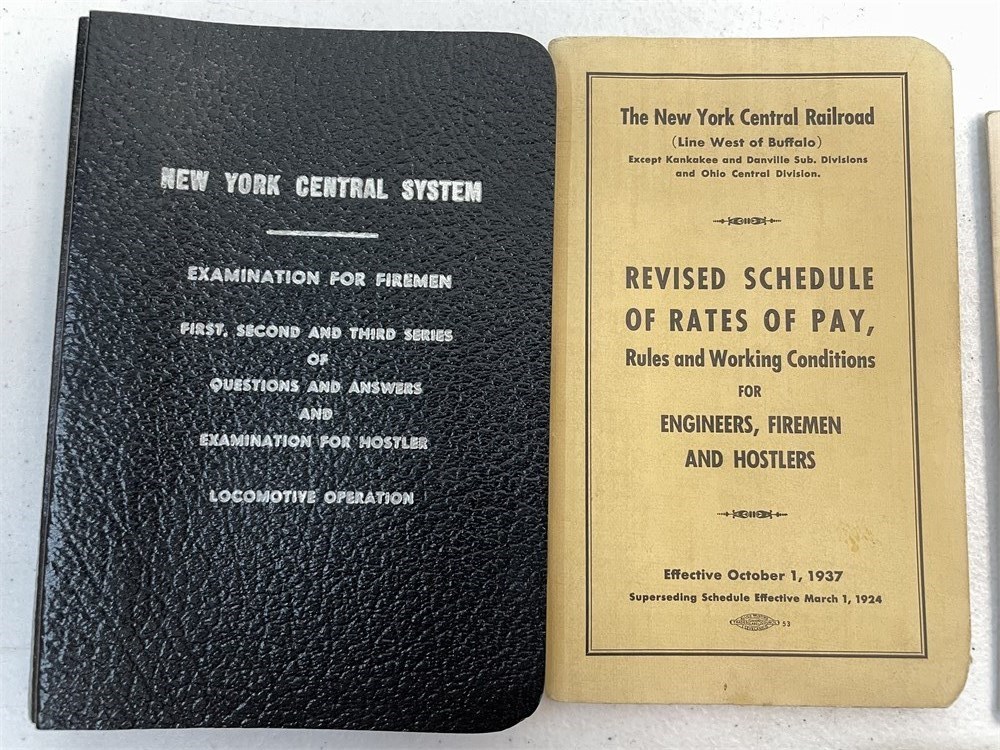 NEW YORK CENTRAL SYSTEM
EXAMINATION FOR FIREMEN
FIRST, SECOND AND THIRD SERIES
OF
QUESTIONS AND ANSWERS
AND
EXAMINATION FOR HOSTLER
LOCOMOTIVE OPERATION
The New York Central Railroad
(Line West of Buffalo)
Except Kankakee and Danville Sub. Divisions
and Ohio Central Division.
REVISED SCHEDULE
OF RATES OF PAY,
Rules and Working Conditions
FOR
ENGINEERS, FIREMEN
AND HOSTLERS
Effective October 1, 1937
Superseding Schedule Effective March 1, 1924
53